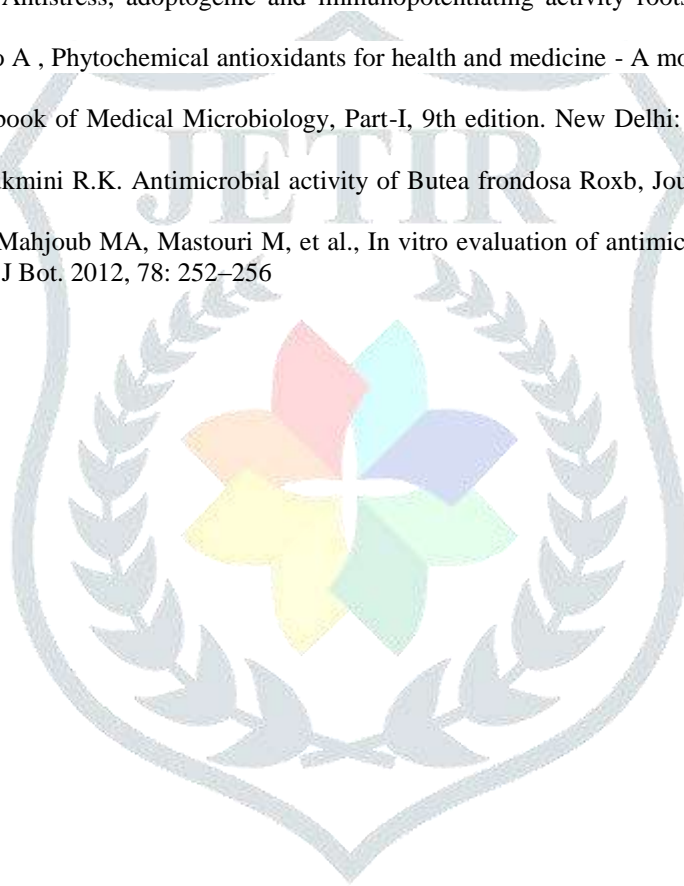 Antistress, adoptogenic and immunopotentiating activity roots
A , Phytochemical antioxidants for health and medicine - A mo
book of Medical Microbiology, Part-I, 9th edition. New Delhi:
JETIR
kmini R.K. Antimicrobial activity of Butea frondosa Roxb, Jou
Mahjoub MA, Mastouri M, et al., In vitro evaluation of antimic
J Bot. 2012, 78: 252–256